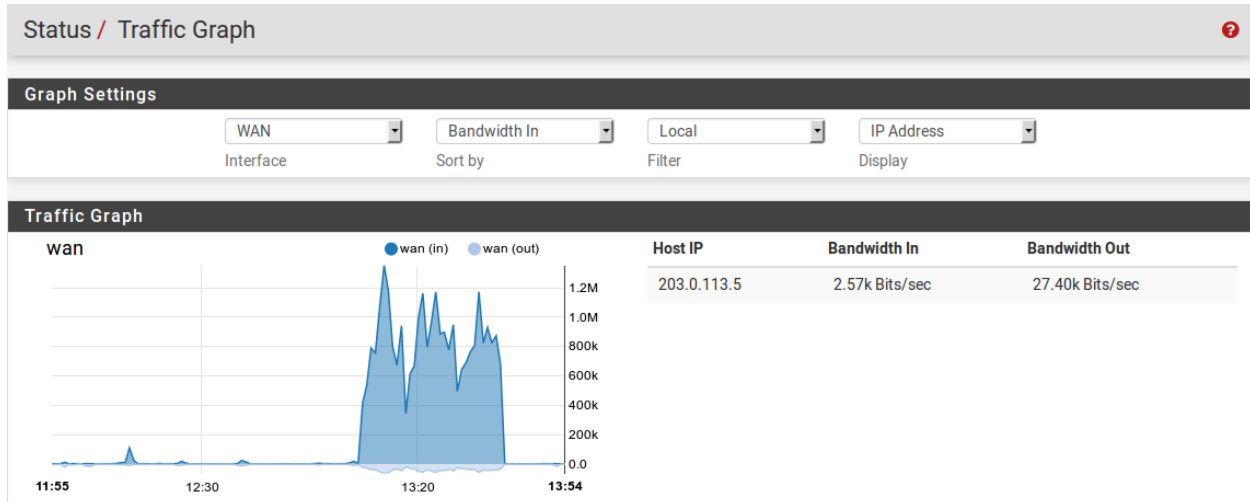 Status / Traffic Graph
Graph Settings
WAN Bandwidth In Local IP Address
Interface Sort by Filter Display
Traffic Graph
wan
wan (in) wan (out)
1.2M
1.0M
800k
600k
400k
200k
0.0
11:55 12:30 13:20 13:54
Host IP Bandwidth In Bandwidth Out
203.0.113.5 2.57k Bits/sec 27.40k Bits/sec